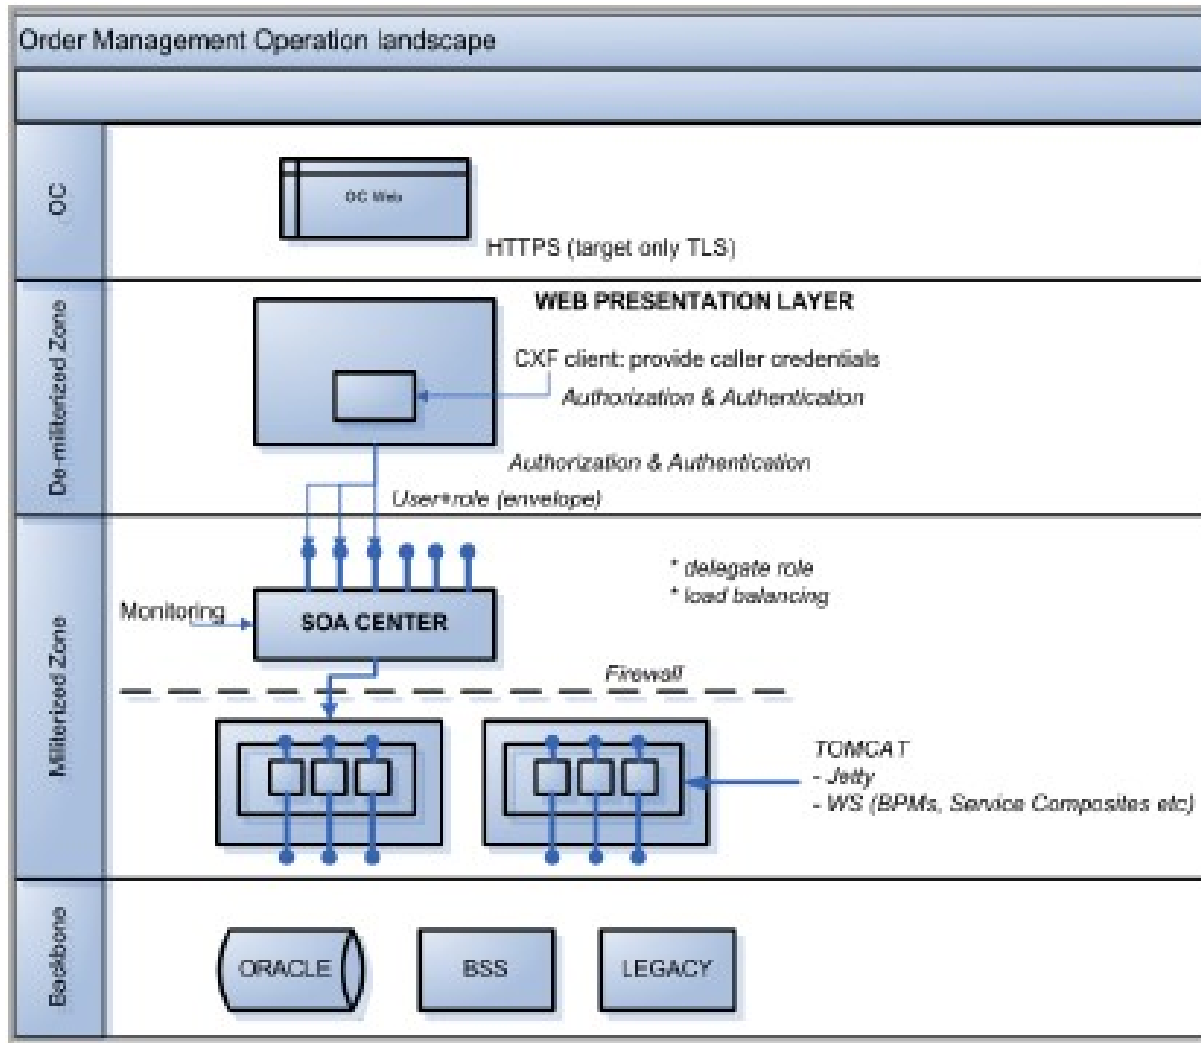 Order Management Operation landscape
OC
OC Web
HTTPS (target only TLS)
De-militerized Zone
WEB PRESENTATION LAYER
CXF client: provide caller credentials
Authorization & Authentication
Authorization & Authentication
User+role (envelope)
Militerized Zone
* delegate role
* load balancing
Monitoring
SOA CENTER
Firewall
TOMCAT
- Jetty
- WS (BPMs, Service Composites etc)
Backbone
ORACLE
BSS
LEGACY